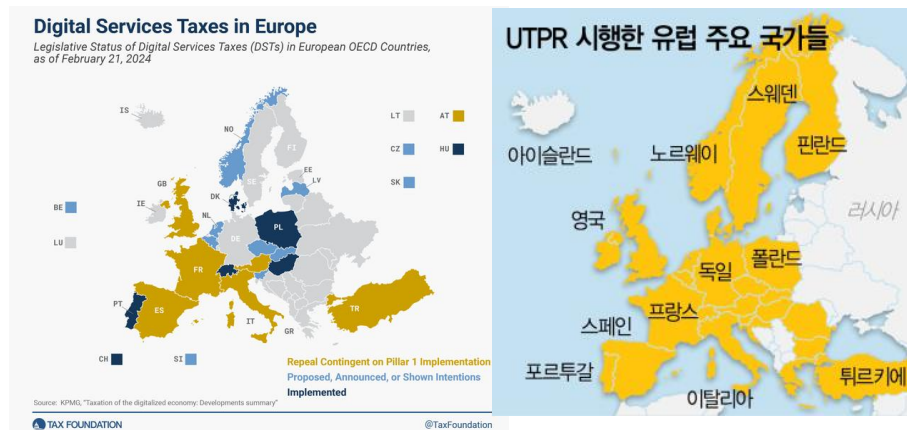 Digital Services Taxes in Europe
Legislative Status of Digital Services Taxes (DSTs) in European OECD Countries,
as of February 21, 2024
IS
LT
AT
NO
FI
CZ
HU
SE
EE
GB
LV
SK
DK
IE
NL
BE
PL
DE
LU
FR
PT
ES
IT
TR
GR
CH
SI
Repeal Contingent on Pillar 1 Implementation
Proposed, Announced, or Shown Intentions
Implemented
Source: KPMG, "Taxation of the digitalized economy: Developments summary"
TAX FOUNDATION
@TaxFoundation
UTPR 시행한 유럽 주요 국가들
스웨덴
아이슬란드
노르웨이
핀란드
영국
러시아
독일
폴란드
프랑스
스페인
포르투갈
튀르키예
이탈리아